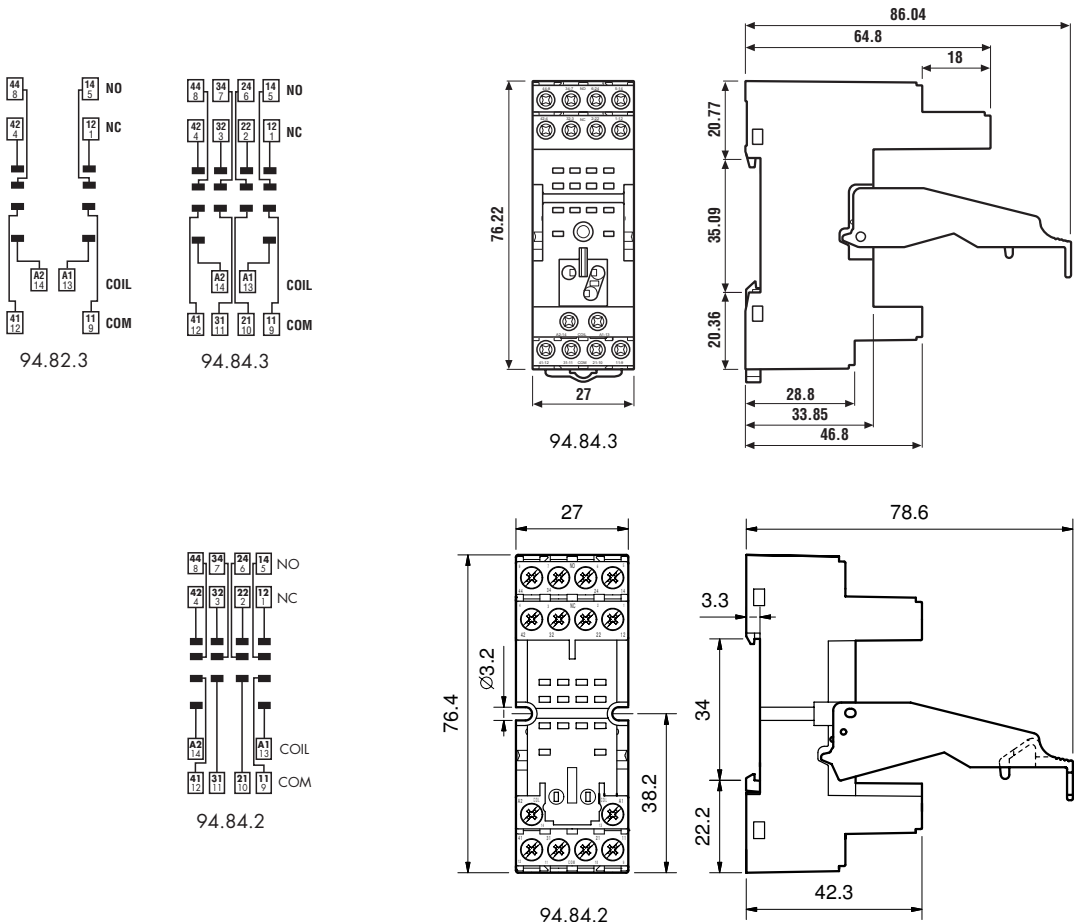 44 8
14 5 NO
42 4
12 1 NC
A2 14
A1 13 COIL
41 12
11 9 COM
94.82.3
44 8 34 7 24 6 14 5 NO
42 4 32 3 22 2 12 1 NC
A2 14 A1 13 COIL
41 12 31 11 21 10 11 9 COM
94.84.3
76.22
27
94.84.3
86.04
64.8
18
20.77
35.09
20.36
28.8
33.85
46.8
44 8 34 7 24 6 14 5 NO
42 4 32 3 22 2 12 1 NC
A2 14 A1 13 COIL
41 12 31 11 21 10 11 9 COM
94.84.2
27
76.4
Ø3.2
38.2
94.84.2
78.6
3.3
34
22.2
42.3